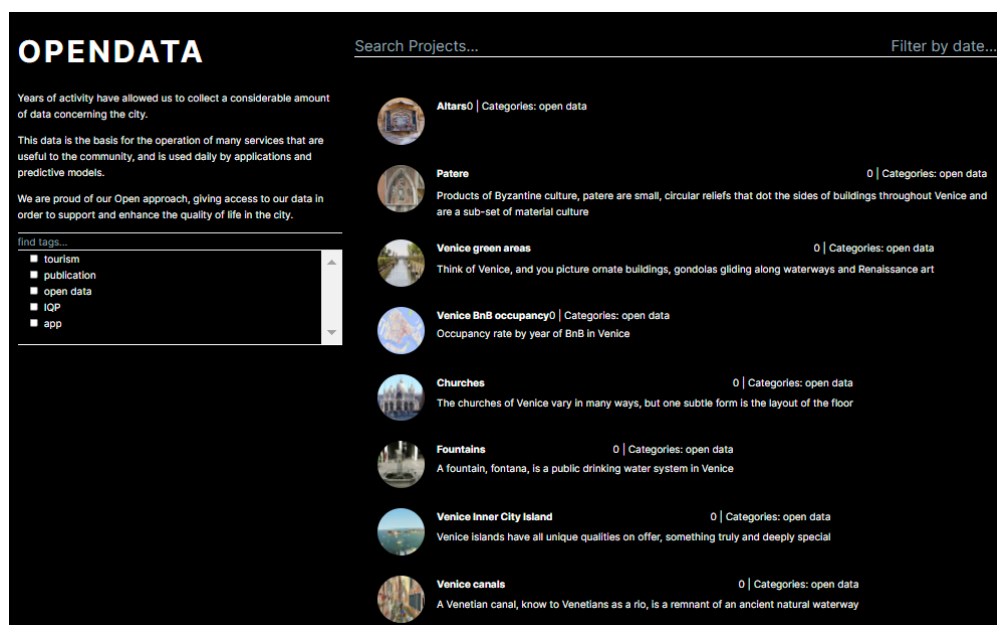 OPENDATA
Years of activity have allowed us to collect a considerable amount
of data concerning the city.
This data is the basis for the operation of many services that are
useful to the community, and is used daily by applications and
predictive models.
We are proud of our Open approach, giving access to our data in
order to support and enhance the quality of life in the city.
find tags...
tourism
publication
open data
IQP
app
Search Projects...
Filter by date...
Altars0 | Categories: open data
Patere 0 | Categories: open data
Products of Byzantine culture, patere are small, circular reliefs that dot the sides of buildings throughout Venice and
are a sub-set of material culture
Venice green areas 0 | Categories: open data
Think of Venice, and you picture ornate buildings, gondolas gliding along waterways and Renaissance art
Venice BnB occupancy0 | Categories: open data
Occupancy rate by year of BnB in Venice
Churches 0 | Categories: open data
The churches of Venice vary in many ways, but one subtle form is the layout of the floor
Fountains 0 | Categories: open data
A fountain, fontana, is a public drinking water system in Venice
Venice Inner City Island 0 | Categories: open data
Venice islands have all unique qualities on offer, something truly and deeply special
Venice canals 0 | Categories: open data
A Venetian canal, know to Venetians as a rio, is a remnant of an ancient natural waterway